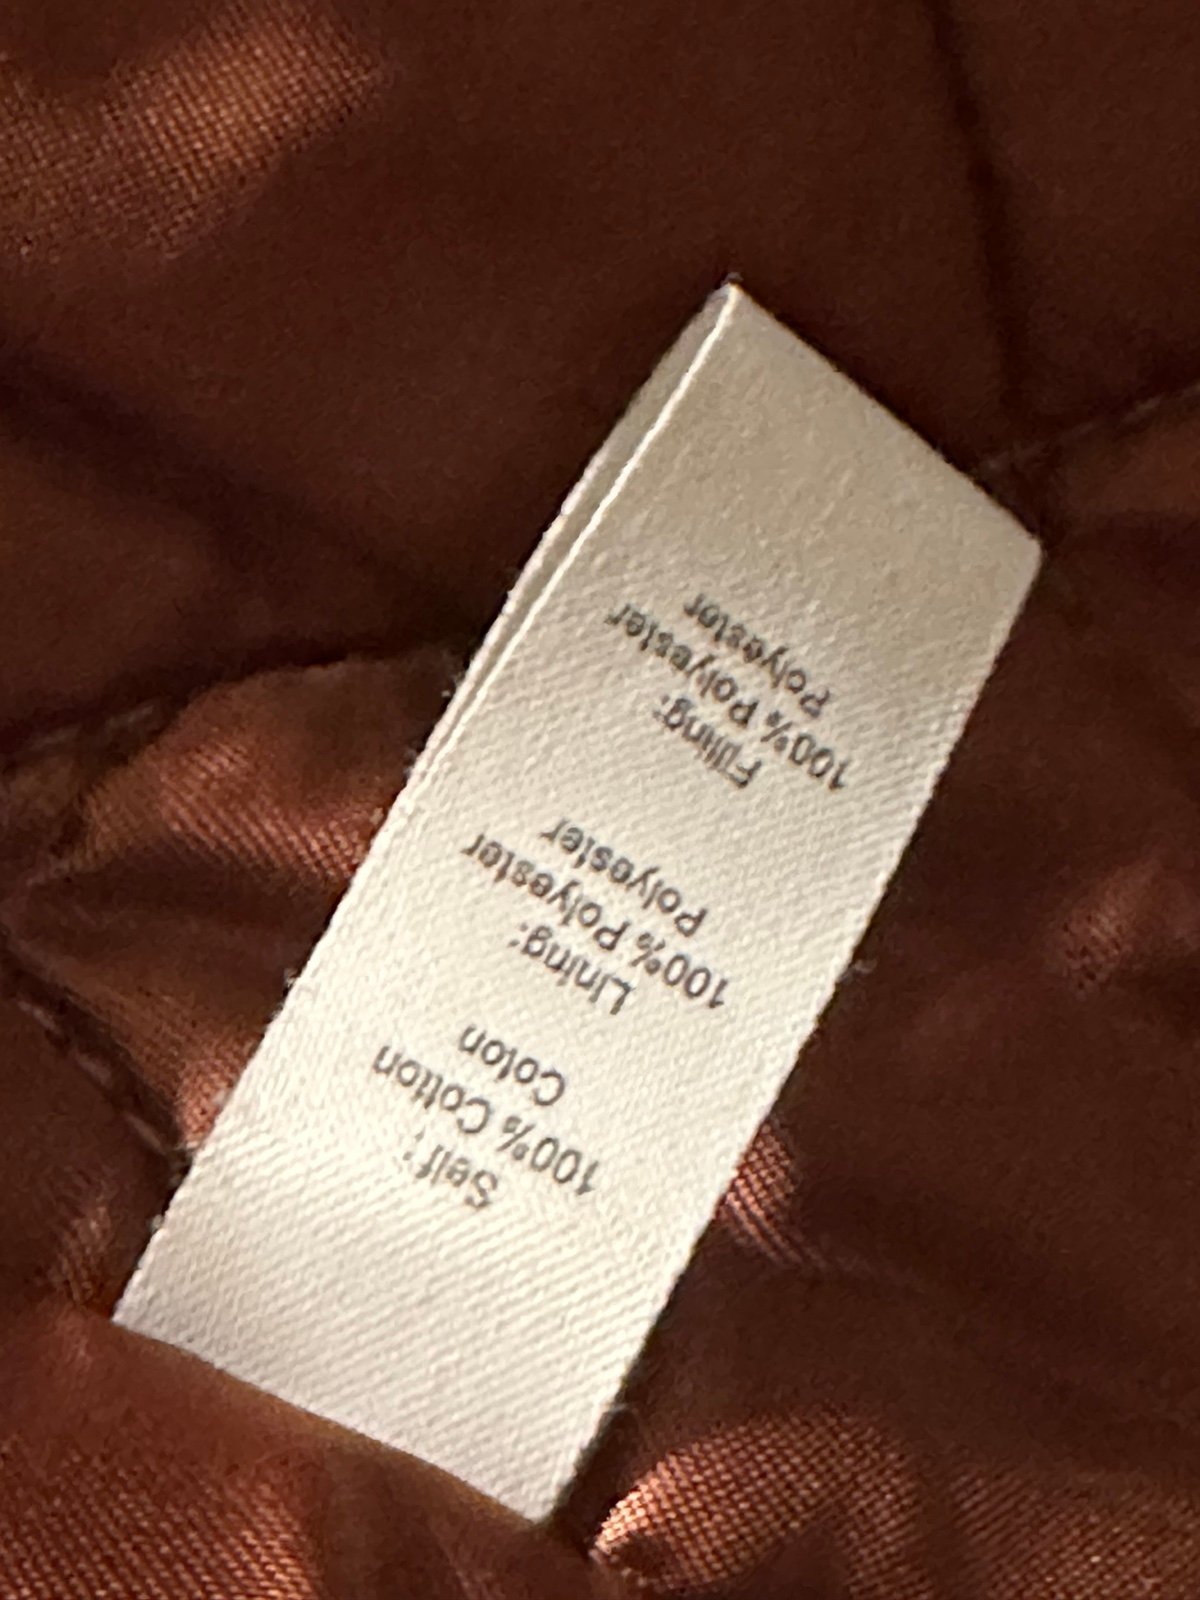 Self:
100% Cotton
Coton
Lining:
100% Polyester
Polyester
Filling:
100% Polyester
Polyester